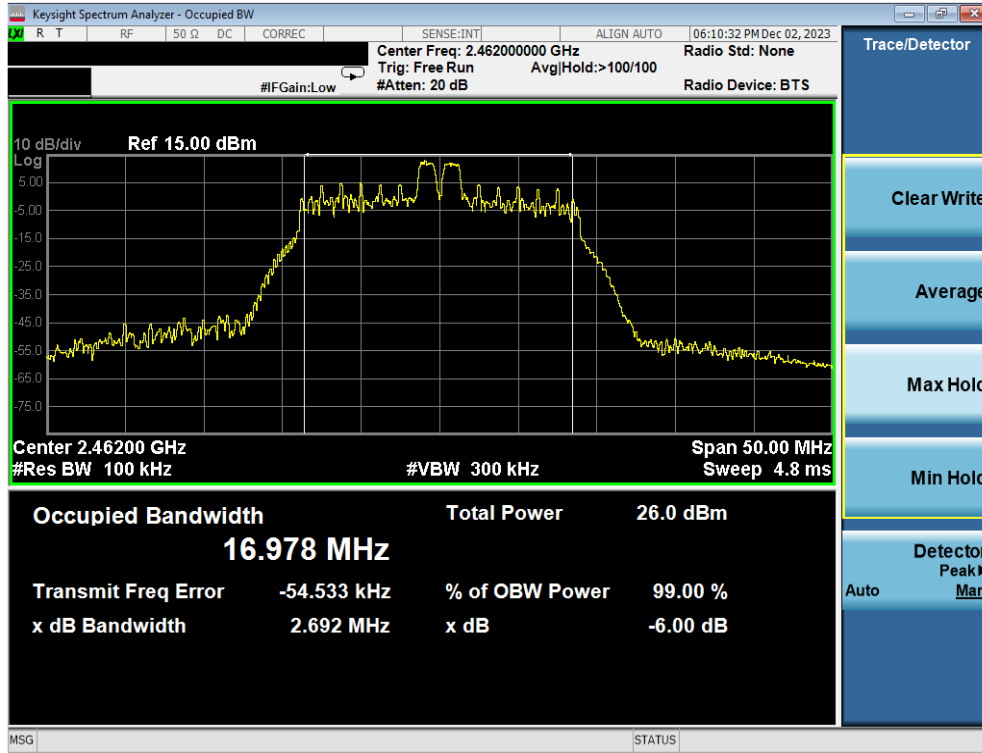 Keysight Spectrum Analyzer - Occupied BW
LXI R T RF 50 Ω DC CORREC SENSE:INT ALIGN AUTO 06:10:32 PM Dec 02, 2023
Center Freq: 2.462000000 GHz Radio Std: None
Trig: Free Run Avg|Hold:>100/100
#IFGain:Low #Atten: 20 dB Radio Device: BTS
Trace/Detector
10 dB/div Ref 15.00 dBm
Log
5.00
-5.00
-15.0
-25.0
-35.0
-45.0
-55.0
-65.0
-75.0
Center 2.46200 GHz Span 50.00 MHz
#Res BW 100 kHz #VBW 300 kHz Sweep 4.8 ms
Occupied Bandwidth Total Power 26.0 dBm
16.978 MHz
Transmit Freq Error -54.533 kHz % of OBW Power 99.00 %
x dB Bandwidth 2.692 MHz x dB -6.00 dB
Clear Write
Average
Max Hold
Min Hold
Detector
Peak
Auto Man
MSG STATUS